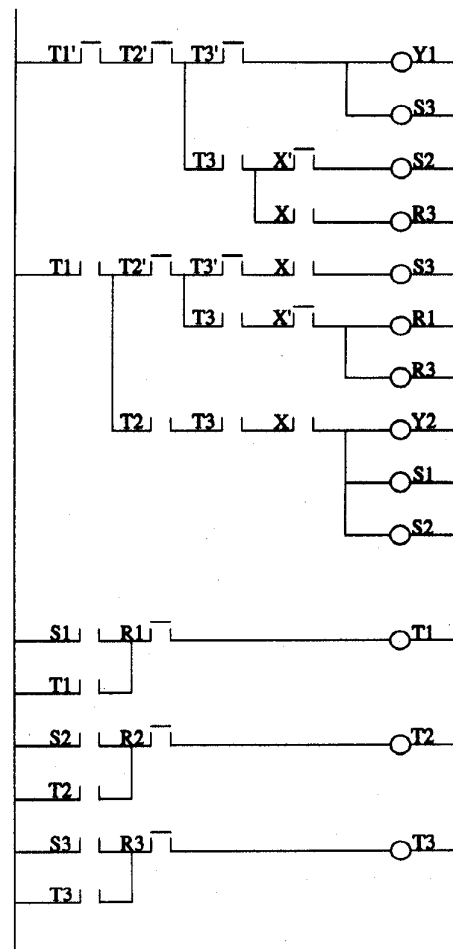 T1' T2' T3' Y1
S3
T3 X' S2
X R3
T1 T2' T3' X S3
T3 X' R1
R3
T2 T3 X Y2
S1
S2
S1 R1 T1
T1
S2 R2 T2
T2
S3 R3 T3
T3